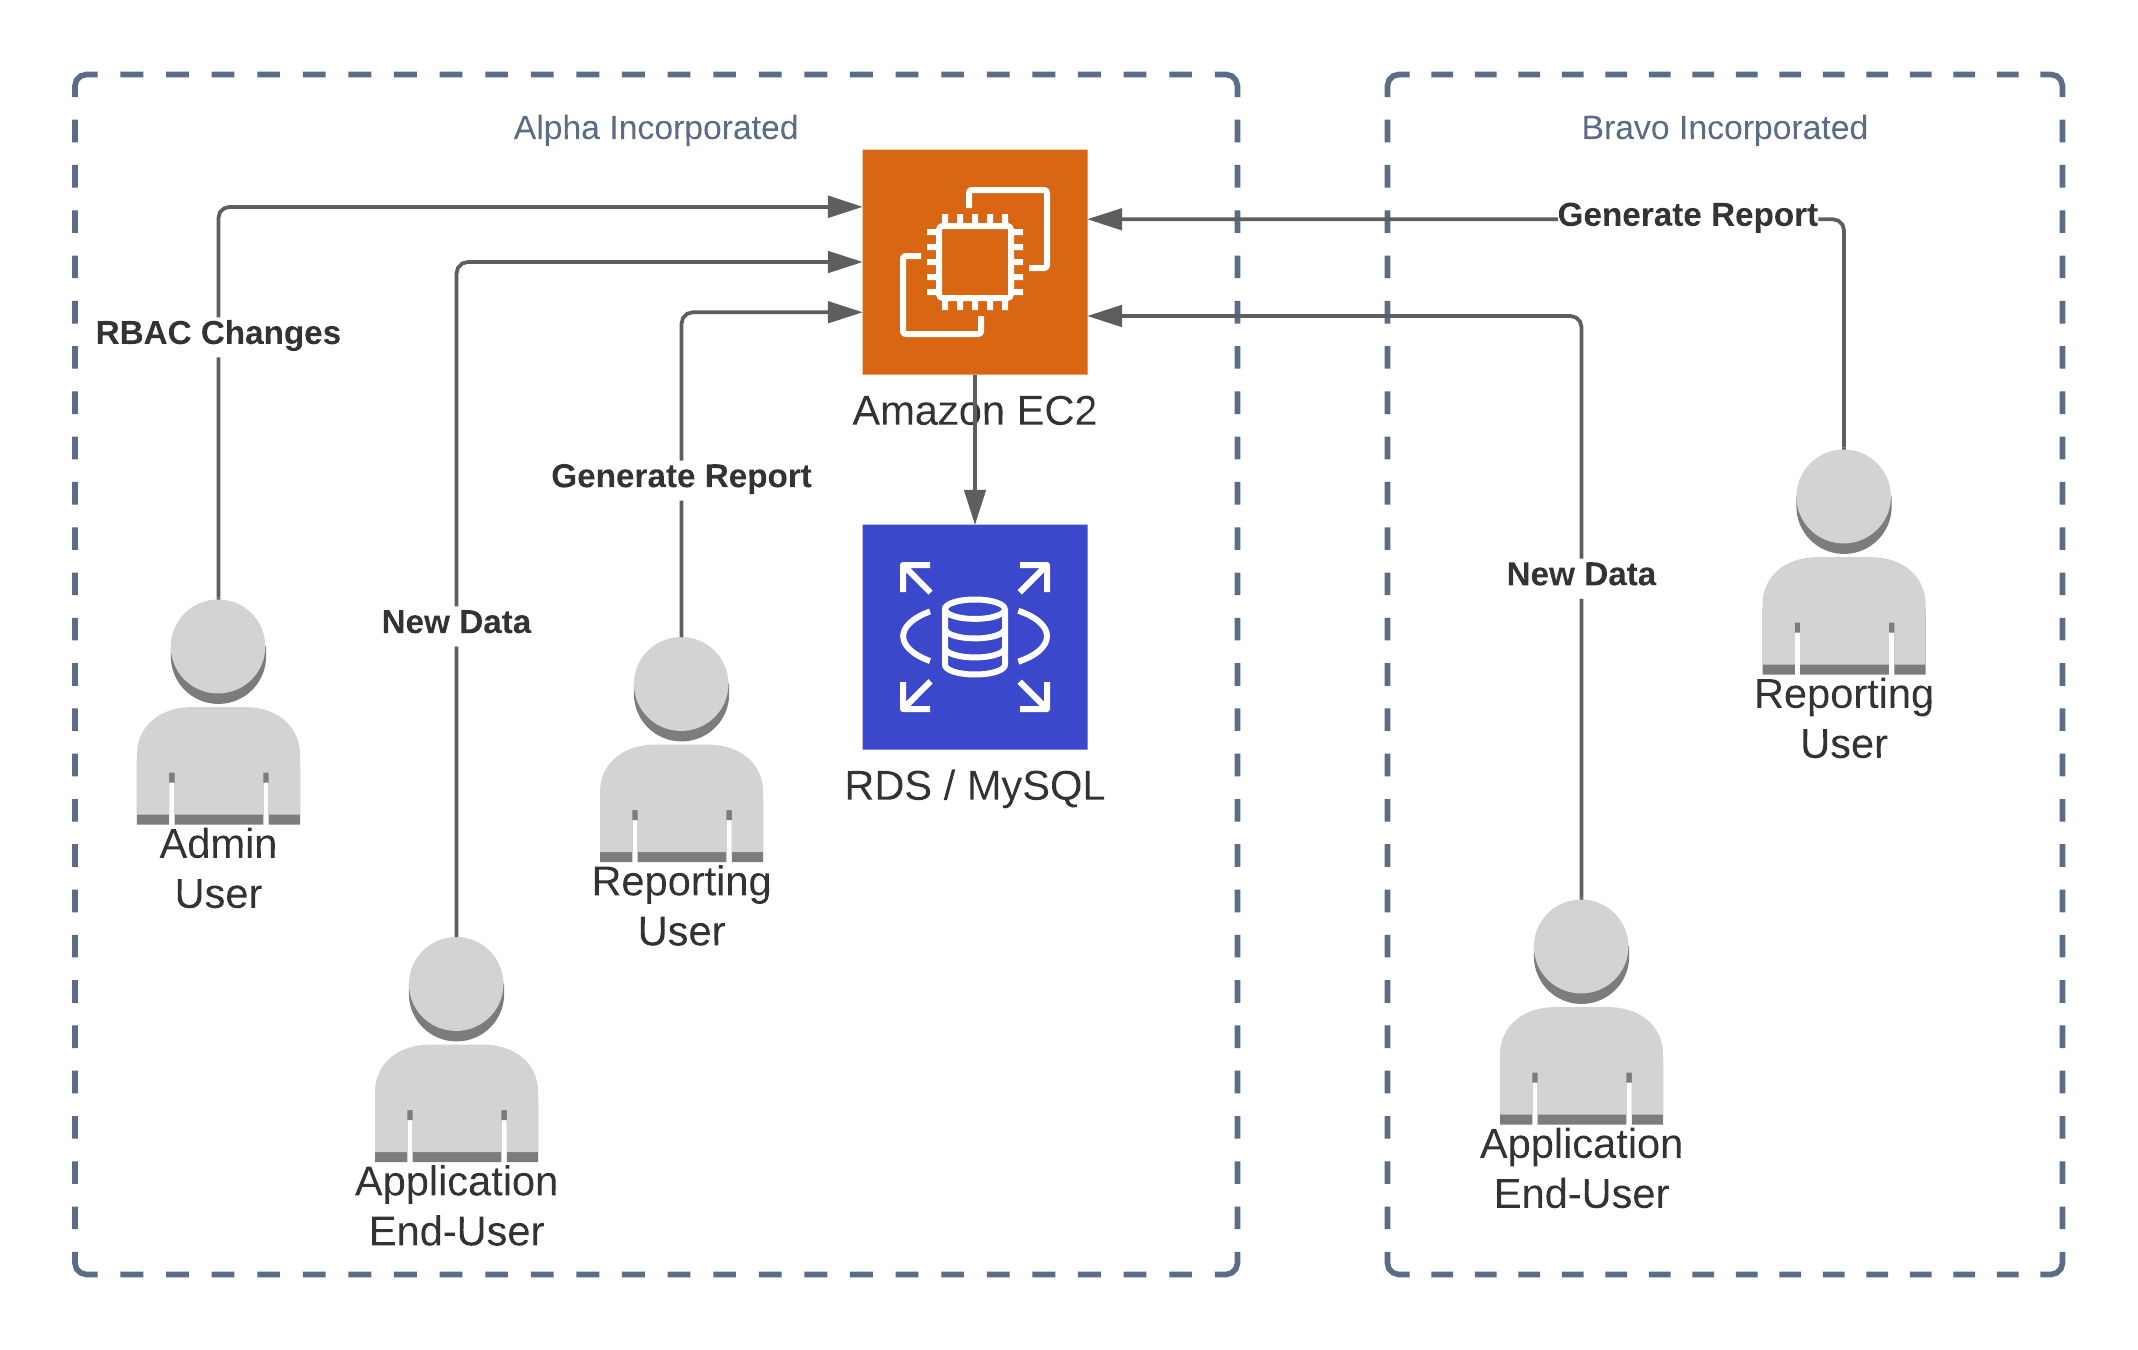 Alpha Incorporated
Bravo Incorporated
Generate Report
RBAC Changes
Amazon EC2
Generate Report
New Data
New Data
Reporting
User
RDS / MySQL
Admin
User
Reporting
User
Application
End-User
Application
End-User